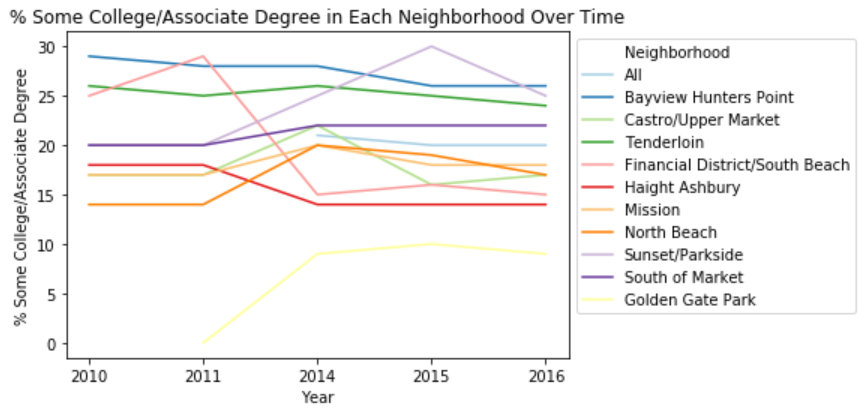 % Some College/Associate Degree in Each Neighborhood Over Time
% Some College/Associate Degree
30
25
20
15
10
5
0
2010 2011 2014 2015 2016
Year
Neighborhood
All
Bayview Hunters Point
Castro/Upper Market
Tenderloin
Financial District/South Beach
Haight Ashbury
Mission
North Beach
Sunset/Parkside
South of Market
Golden Gate Park